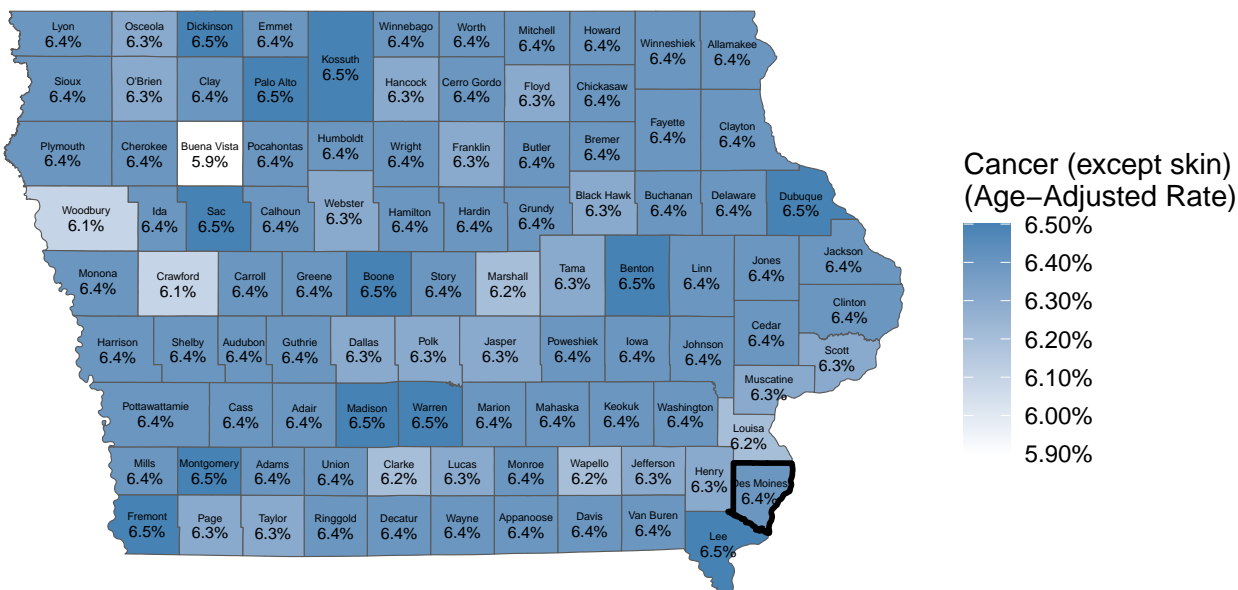 Lyon
6.4%
Osceola
6.3%
Dickinson
6.5%
Emmet
6.4%
Kossuth
6.5%
Winnebago
6.4%
Worth
6.4%
Mitchell
6.4%
Howard
6.4%
Winneshiek
6.4%
Allamakee
6.4%
Sioux
6.4%
O'Brien
6.3%
Clay
6.4%
Palo Alto
6.5%
Hancock
6.3%
Cerro Gordo
6.4%
Floyd
6.3%
Chickasaw
6.4%
Fayette
6.4%
Clayton
6.4%
Plymouth
6.4%
Cherokee
6.4%
Buena Vista
5.9%
Pocahontas
6.4%
Humboldt
6.4%
Wright
6.4%
Franklin
6.3%
Butler
6.4%
Bremer
6.4%
Woodbury
6.1%
Ida
6.4%
Sac
6.5%
Calhoun
6.4%
Webster
6.3%
Hamilton
6.4%
Hardin
6.4%
Grundy
6.4%
Black Hawk
6.3%
Buchanan
6.4%
Delaware
6.4%
Dubuque
6.5%
Monona
6.4%
Crawford
6.1%
Carroll
6.4%
Greene
6.4%
Boone
6.5%
Story
6.4%
Marshall
6.2%
Tama
6.3%
Benton
6.5%
Linn
6.4%
Jones
6.4%
Jackson
6.4%
Clinton
6.4%
Harrison
6.4%
Shelby
6.4%
Audubon
6.4%
Guthrie
6.4%
Dallas
6.3%
Polk
6.3%
Jasper
6.3%
Poweshiek
6.4%
Iowa
6.4%
Johnson
6.4%
Cedar
6.4%
Scott
6.3%
Muscatine
6.3%
Pottawattamie
6.4%
Cass
6.4%
Adair
6.4%
Madison
6.5%
Warren
6.5%
Marion
6.4%
Mahaska
6.4%
Keokuk
6.4%
Washington
6.4%
Louisa
6.2%
Mills
6.4%
Montgomery
6.5%
Adams
6.4%
Union
6.4%
Clarke
6.2%
Lucas
6.3%
Monroe
6.4%
Wapello
6.2%
Jefferson
6.3%
Henry
6.3%
Des Moines
6.4%
Fremont
6.5%
Page
6.3%
Taylor
6.3%
Ringgold
6.4%
Decatur
6.4%
Wayne
6.4%
Appanoose
6.4%
Davis
6.4%
Van Buren
6.4%
Lee
6.5%
Cancer (except skin)
(Age−Adjusted Rate)
6.50%
6.40%
6.30%
6.20%
6.10%
6.00%
5.90%